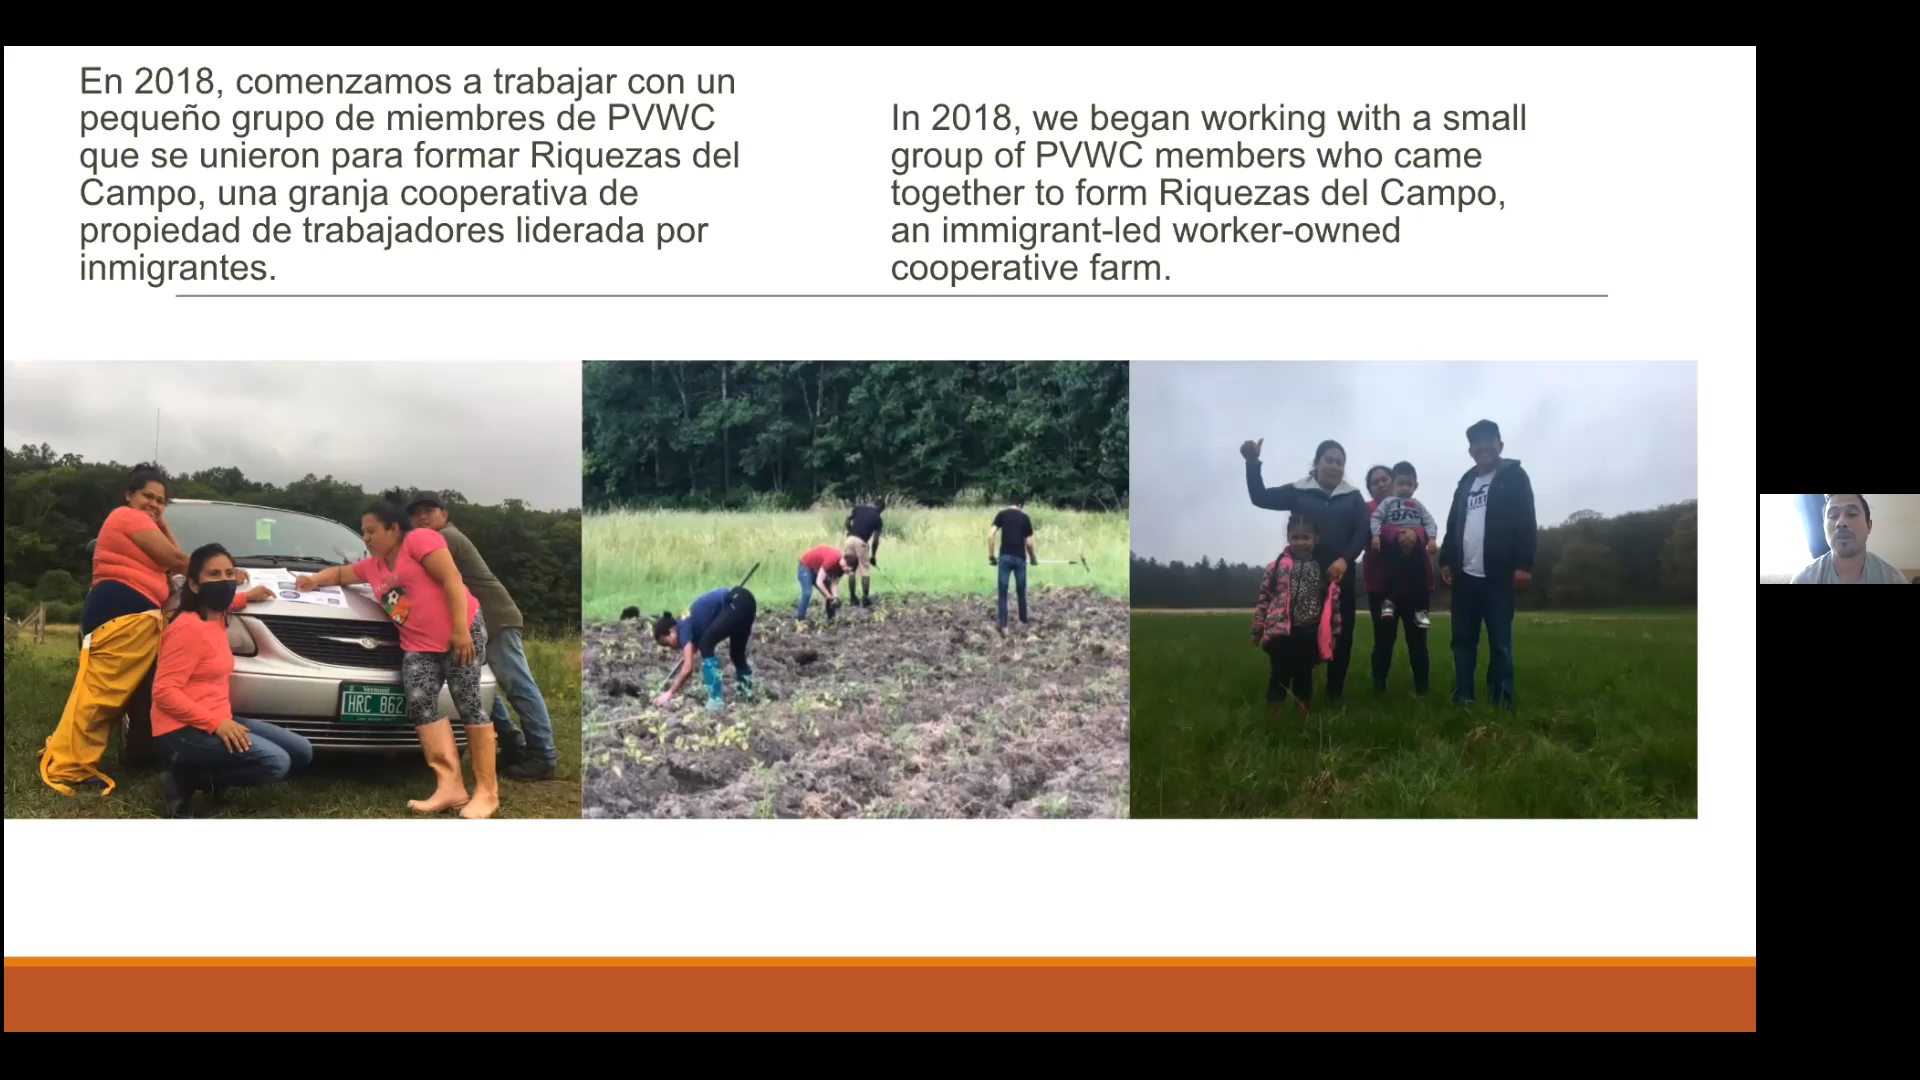 En 2018, comenzamos a trabajar con un
pequeño grupo de miembres de PVWC
que se unieron para formar Riquezas del
Campo, una granja cooperativa de
propiedad de trabajadores liderada por
inmigrantes.
In 2018, we began working with a small
group of PVWC members who came
together to form Riquezas del Campo,
an immigrant-led worker-owned
cooperative farm.
Vermont
HRC 862